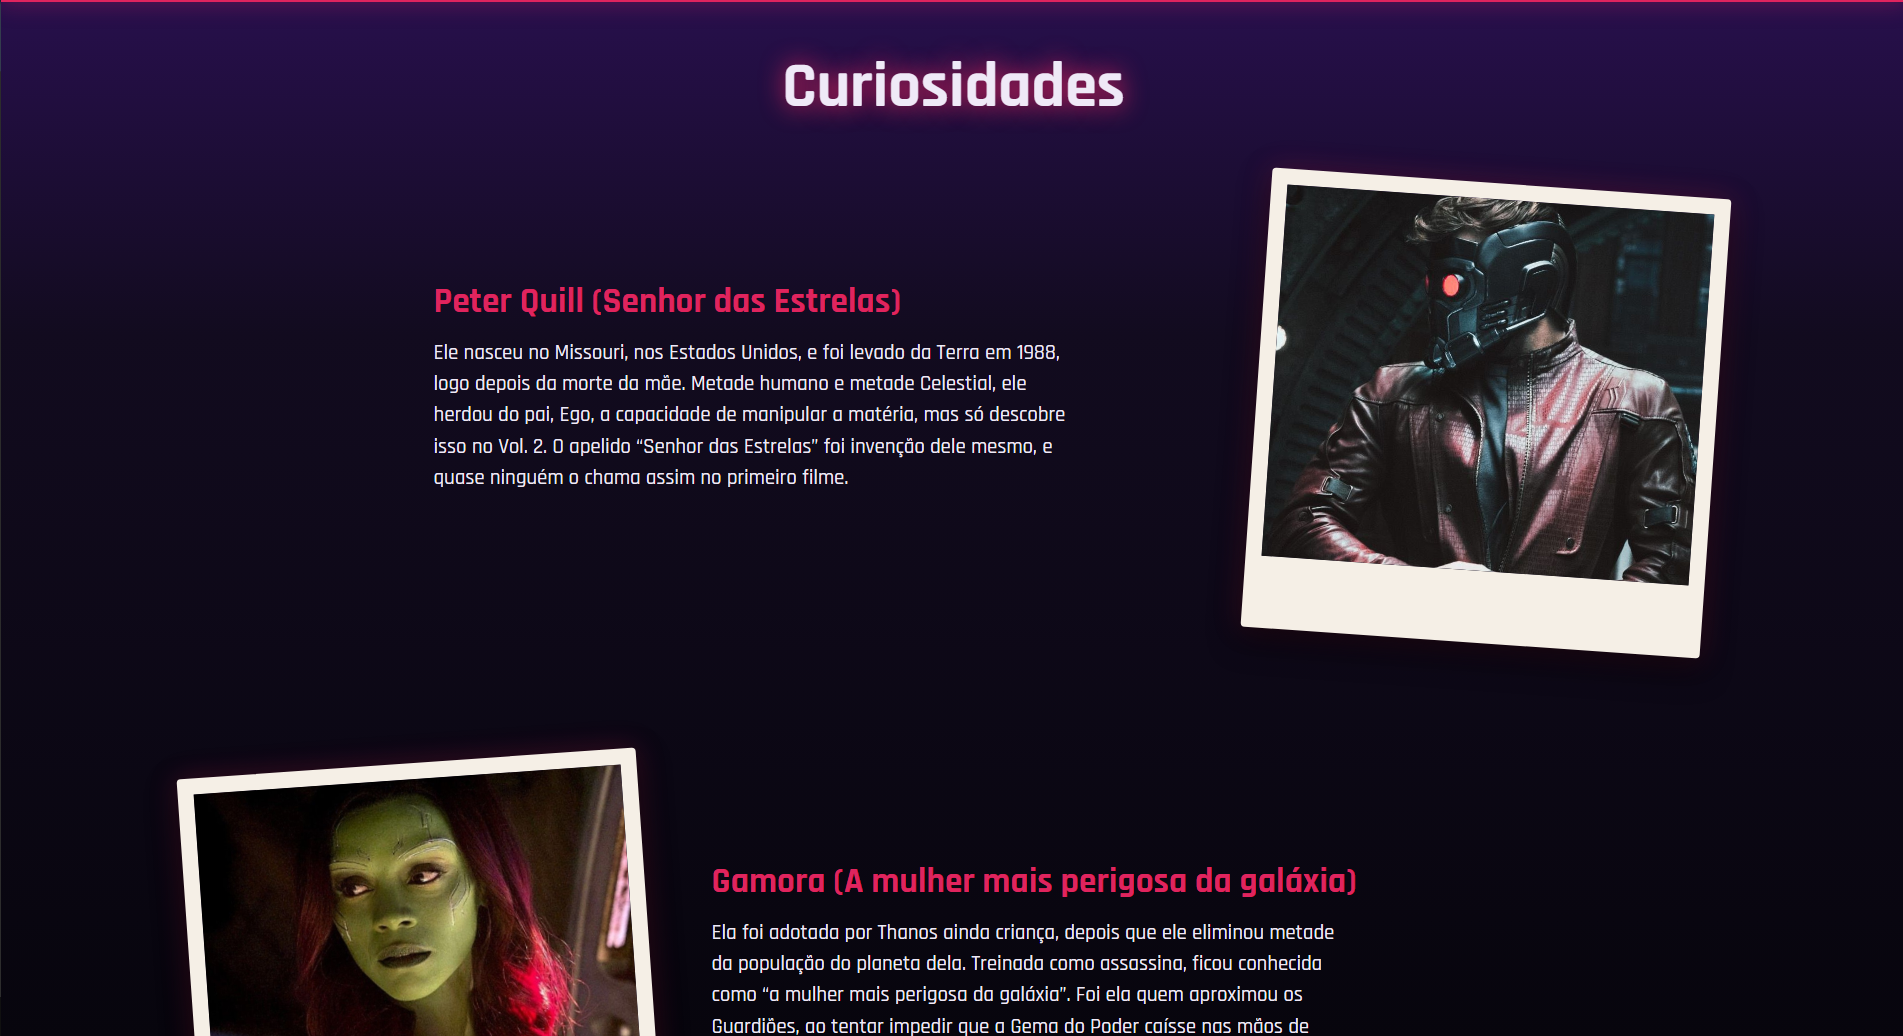 Curiosidades
Peter Quill (Senhor das Estrelas)
Ele nasceu no Missouri, nos Estados Unidos, e foi levado da Terra em 1988,
logo depois da morte da mãe. Metade humano e metade Celestial, ele
herdou do pai, Ego, a capacidade de manipular a matéria, mas só descobre
isso no Vol. 2. O apelido “Senhor das Estrelas” foi invenção dele mesmo, e
quase ninguém o chama assim no primeiro filme.
Gamora (A mulher mais perigosa da galáxia)
Ela foi adotada por Thanos ainda criança, depois que ele eliminou metade
da população do planeta dela. Treinada como assassina, ficou conhecida
como “a mulher mais perigosa da galáxia”. Foi ela quem aproximou os
Guardiões, ao tentar impedir que a Gema do Poder caísse nas mãos de